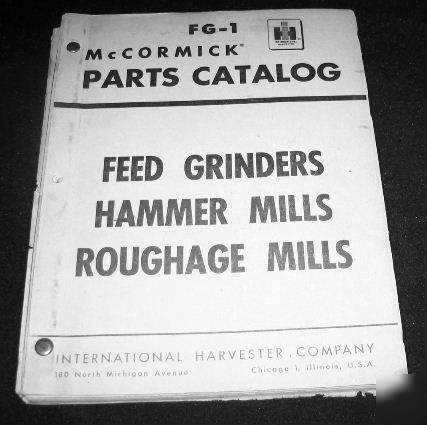 FG-1
McCORMICK®
PARTS CATALOG
FEED GRINDERS
HAMMER MILLS
ROUGHAGE MILLS
INTERNATIONAL HARVESTER COMPANY
180 North Michigan Avenue Chicago 1, Illinois, U.S.A.